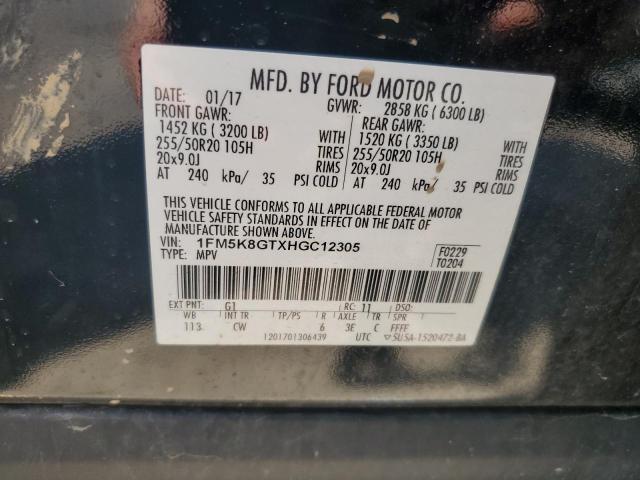 MFD. BY FORD MOTOR CO.
DATE: 01/17 GVWR: 2858 KG ( 6300 LB)
FRONT GAWR: REAR GAWR:
1452 KG ( 3200 LB) WITH 1520 KG ( 3350 LB) WITH
255/50R20 105H TIRES 255/50R20 105H TIRES
20x9.0J RIMS 20x9.0J RIMS
AT 240 kPa/ 35 PSI COLD AT 240 kPa/ 35 PSI COLD
THIS VEHICLE CONFORMS TO ALL APPLICABLE FEDERAL MOTOR
VEHICLE SAFETY STANDARDS IN EFFECT ON THE DATE OF
MANUFACTURE SHOWN ABOVE.
VIN: 1FM5K8GTXHGC12305 F0229
TYPE: MPV T0204
EXT PNT: G1 RC: 11 DSO:
WB INT TR TP/PS R AXLE TR SPR
113 CW 6 3E C FFFF
1201701306439 UTC ▽5USA-1520472-BA